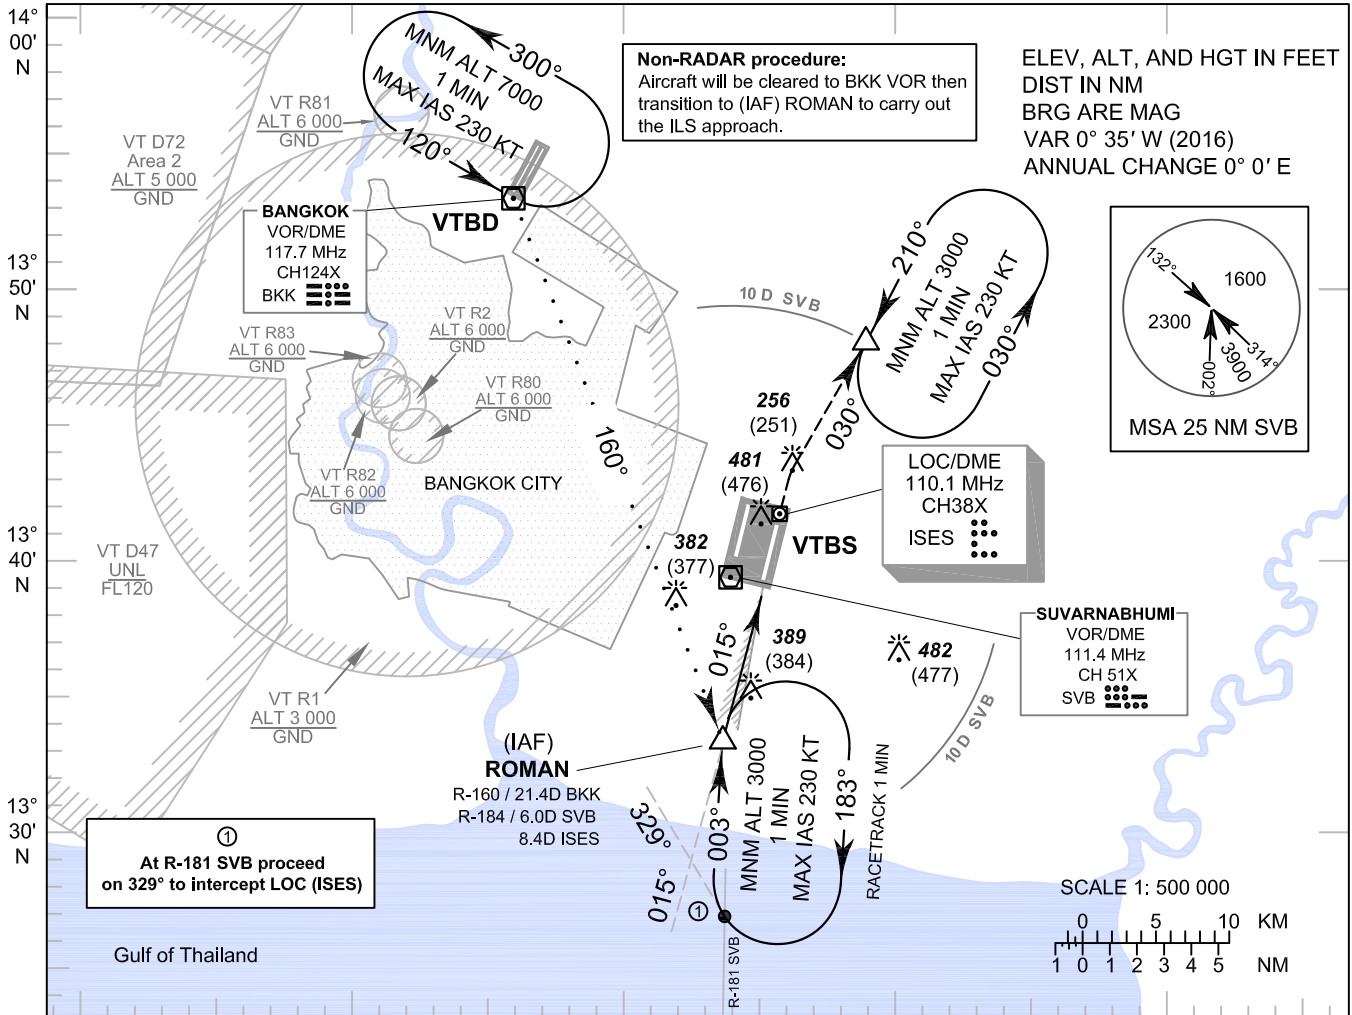 14°
00'
N
13°
50'
N
13°
40'
N
13°
30'
N
MNM ALT 7000
1 MIN
MAX IAS 230 KT
300°
120°
Non-RADAR procedure:
Aircraft will be cleared to BKK VOR then
transition to (IAF) ROMAN to carry out
the ILS approach.
ELEV, ALT, AND HGT IN FEET
DIST IN NM
BRG ARE MAG
VAR 0° 35' W (2016)
ANNUAL CHANGE 0° 0' E
VT R81
ALT 6 000
GND
VT D72
Area 2
ALT 5 000
GND
BANGKOK
VOR/DME
117.7 MHz
CH124X
BKK
VTBD
VT R2
ALT 6 000
GND
VT R83
ALT 6 000
GND
VT R80
ALT 6 000
GND
VT R82
ALT 6 000
GND
BANGKOK CITY
160°
10 D SVB
210°
MNM ALT 3000
1 MIN
MAX IAS 230 KT
030°
030°
132°
1600
2300
3900
314°
002°
MSA 25 NM SVB
256
(251)
481
(476)
LOC/DME
110.1 MHz
CH38X
ISES
VTBS
382
(377)
VT D47
UNL
FL120
SUVARNABHUMI
VOR/DME
111.4 MHz
CH 51X
SVB
015°
389
(384)
482
(477)
10 D SVB
VT R1
ALT 3 000
GND
(IAF)
ROMAN
R-160 / 21.4D BKK
R-184 / 6.0D SVB
8.4D ISES
329°
015°
003°
MNM ALT 3000
1 MIN
MAX IAS 230 KT
183°
RACETRACK 1 MIN
1
At R-181 SVB proceed
on 329° to intercept LOC (ISES)
1
R-181 SVB
Gulf of Thailand
SCALE 1: 500 000
0 5 10 KM
1 0 1 2 3 4 5 NM